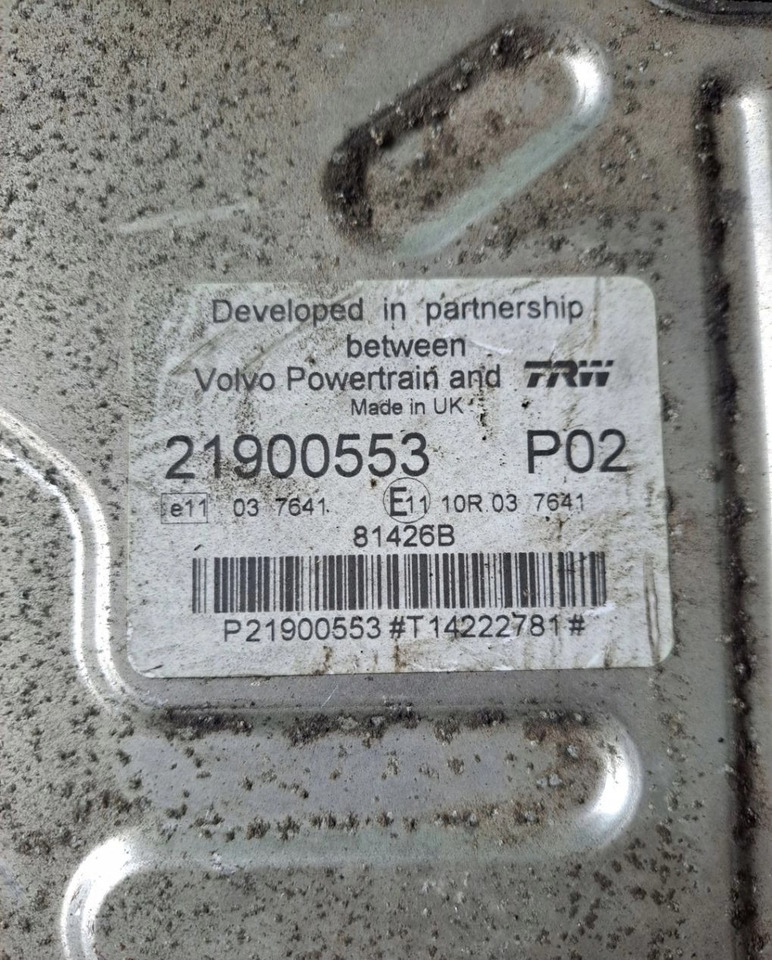 Developed in partnership
between
Volvo Powertrain and TRW
Made in UK
21900553 P02
e11 03 7641 E11 10R.03 7641
81426B
P21900553#T14222781#